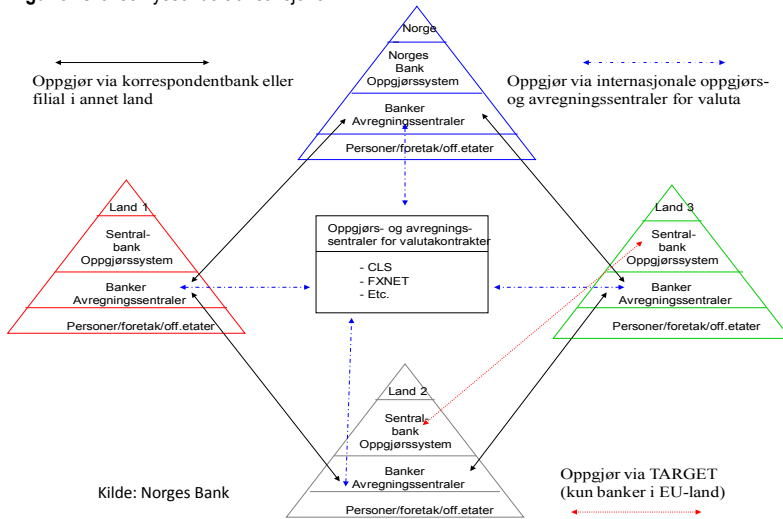 Norge
Norges
Bank
Oppgjørssystem
Banker
Avregningssentraler
Personer/foretak/off.etater
Oppgjør via korrespondentbank eller
filial i annet land
Oppgjør via internasjonale oppgjørs-
og avregningssentraler for valuta
Land 1
Sentral-
bank
Oppgjørssystem
Banker
Avregningssentraler
Personer/foretak/off.etater
Oppgjørs- og avregnings-
sentraler for valutakontrakter
- CLS
- FXNET
- Etc.
Land 3
Sentral-
bank
Oppgjørssystem
Banker
Avregningssentraler
Personer/foretak/off.etater
Land 2
Sentral-
bank
Oppgjørssystem
Banker
Avregningssentraler
Personer/foretak/off.etater
Kilde: Norges Bank
Oppgjør via TARGET
(kun banker i EU-land)